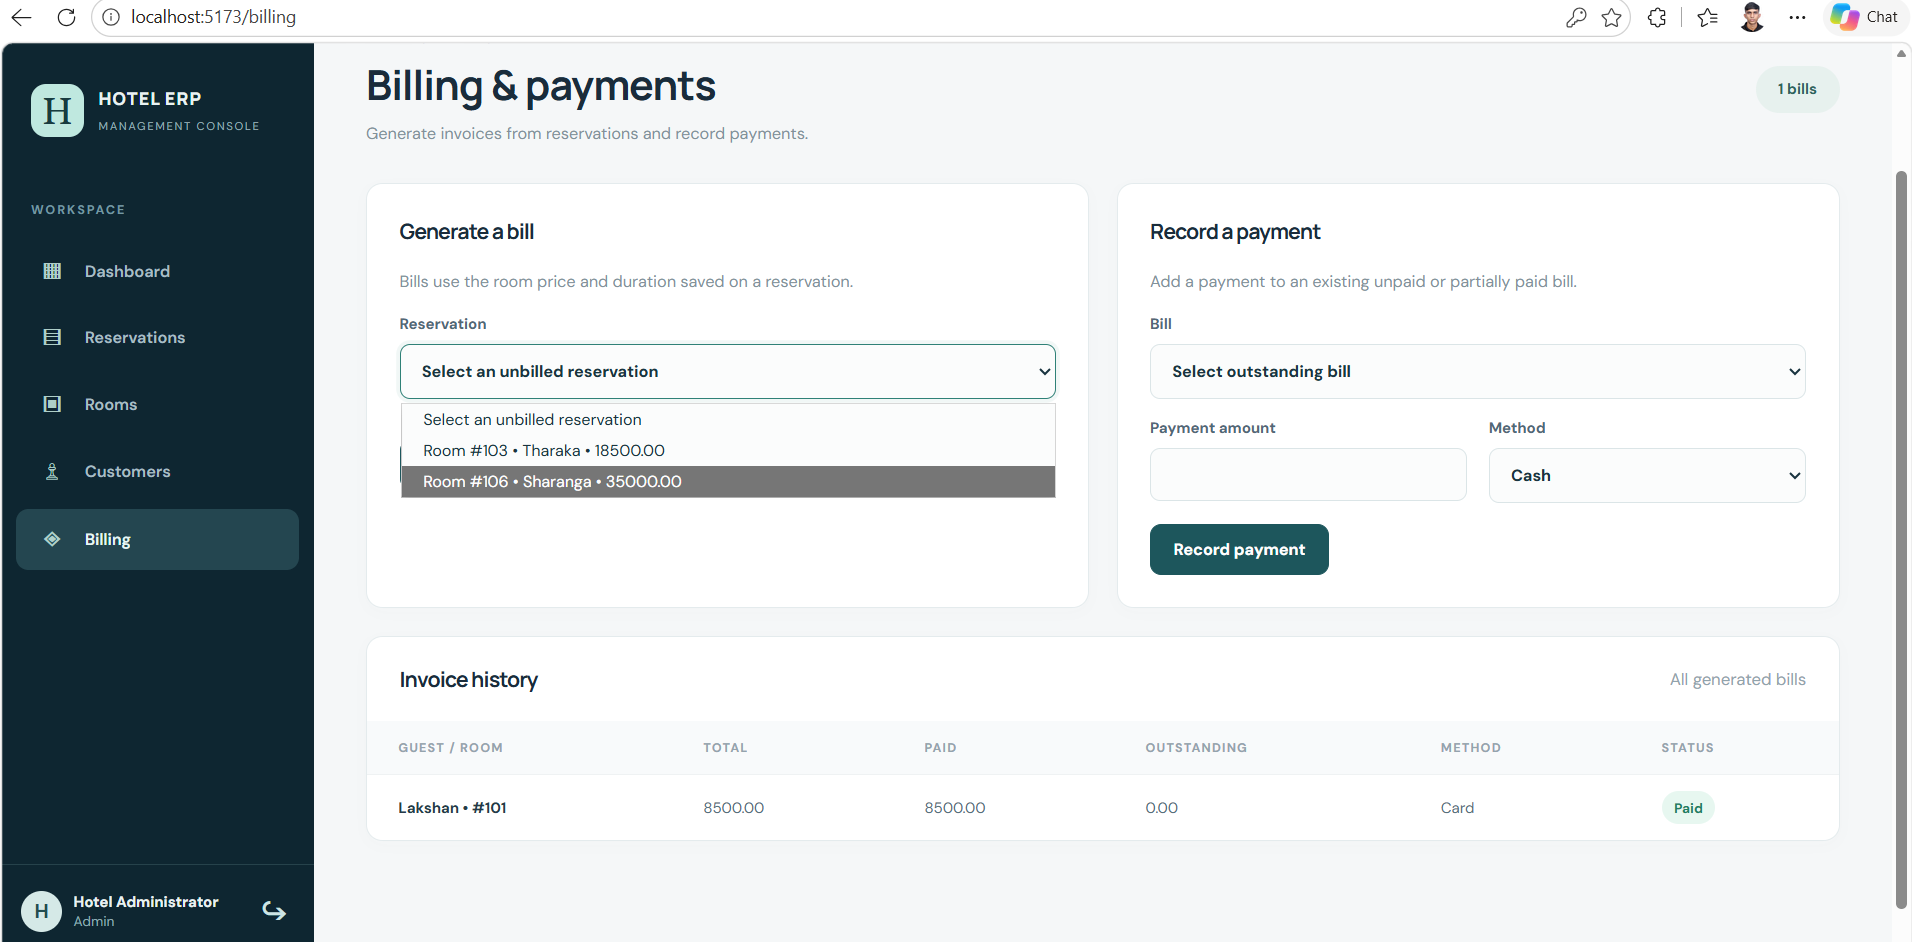 localhost:5173/billing
Chat
H
HOTEL ERP
MANAGEMENT CONSOLE
WORKSPACE
Dashboard
Reservations
Rooms
Customers
Billing
H
Hotel Administrator
Admin
Billing & payments
1 bills
Generate invoices from reservations and record payments.
Generate a bill
Bills use the room price and duration saved on a reservation.
Reservation
Select an unbilled reservation
Select an unbilled reservation
Room #103 • Tharaka • 18500.00
Room #106 • Sharanga • 35000.00
Record a payment
Add a payment to an existing unpaid or partially paid bill.
Bill
Select outstanding bill
Payment amount
Method
Cash
Record payment
Invoice history
All generated bills
GUEST / ROOM TOTAL PAID OUTSTANDING METHOD STATUS
Lakshan • #101 8500.00 8500.00 0.00 Card Paid